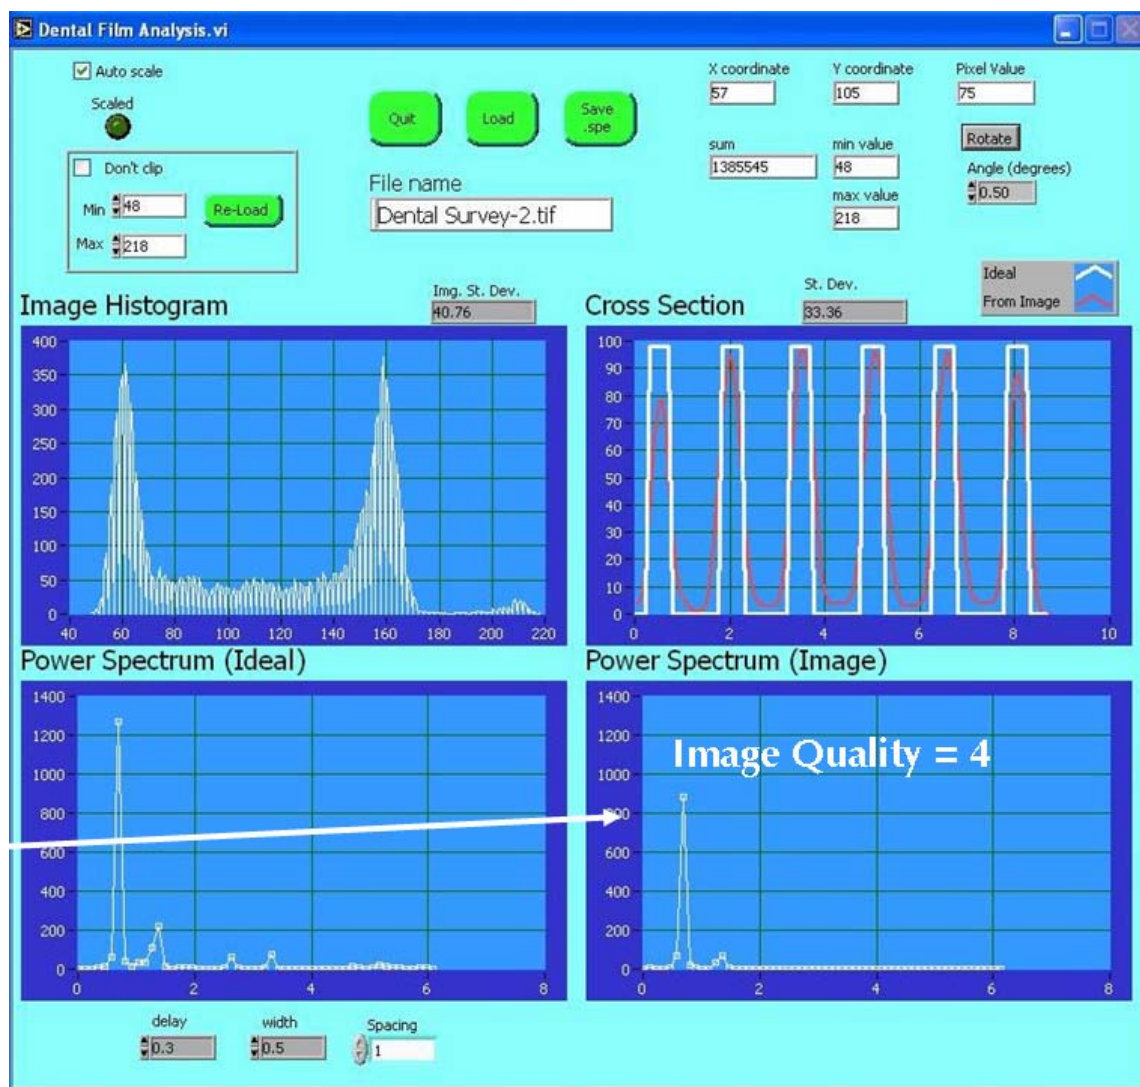 Dental Film Analysis.vi
Auto scale
Scaled
Don't clip
Min 48
Max 218
Re-Load
Quit
Load
Save .spe
File name
Dental Survey-2.tif
X coordinate
57
Y coordinate
105
Pixel Value
75
sum
1385545
min value
48
max value
218
Rotate
Angle (degrees)
0.50
Ideal
From Image
Image Histogram
Img. St. Dev.
40.76
400
350
300
250
200
150
100
50
0
40 60 80 100 120 140 160 180 200 220
Cross Section
St. Dev.
33.36
100
90
80
70
60
50
40
30
20
10
0
0 2 4 6 8 10
Power Spectrum (Ideal)
1400
1200
1000
800
600
400
200
0
0 2 4 6 8
Power Spectrum (Image)
Image Quality = 4
1400
1200
1000
800
600
400
200
0
0 2 4 6 8
delay
0.3
width
0.5
Spacing
1